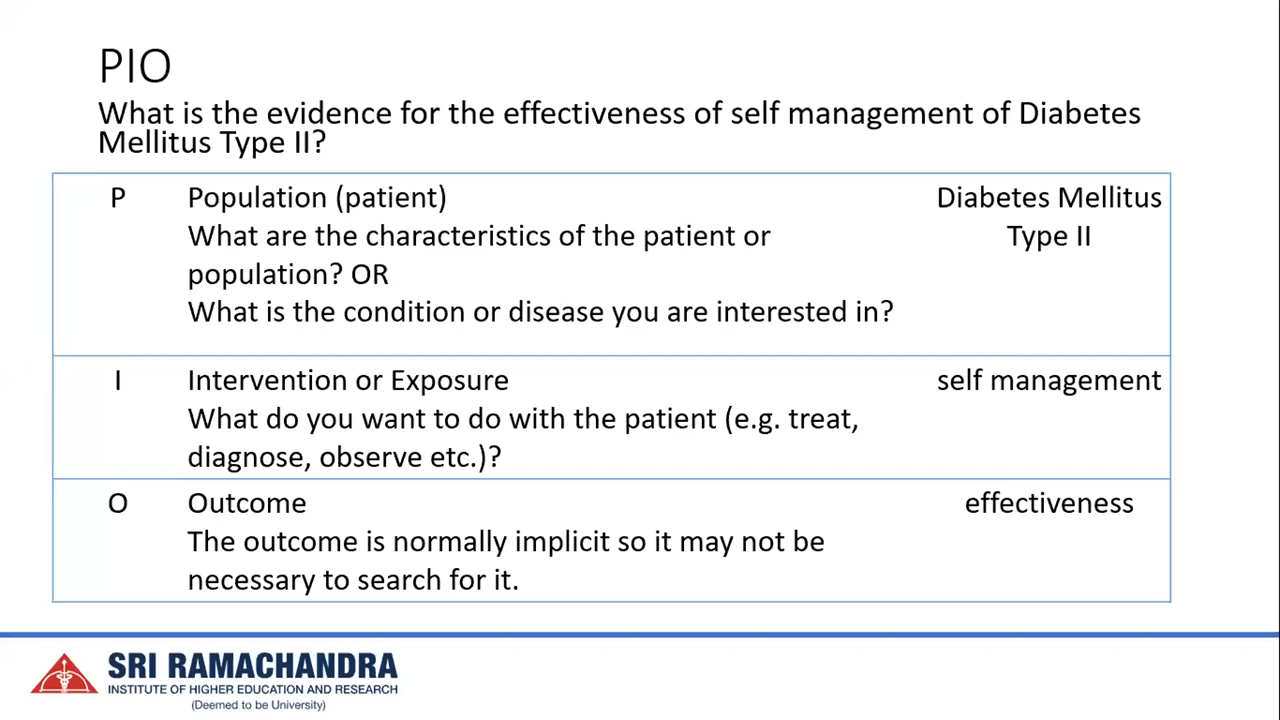 PIO
What is the evidence for the effectiveness of self management of Diabetes
Mellitus Type II?
P
Population (patient)
What are the characteristics of the patient or
population? OR
What is the condition or disease you are interested in?
Diabetes Mellitus
Type II
I
Intervention or Exposure
What do you want to do with the patient (e.g. treat,
diagnose, observe etc.)?
self management
O
Outcome
The outcome is normally implicit so it may not be
necessary to search for it.
effectiveness
SRI RAMACHANDRA
INSTITUTE OF HIGHER EDUCATION AND RESEARCH
(Deemed to be University)